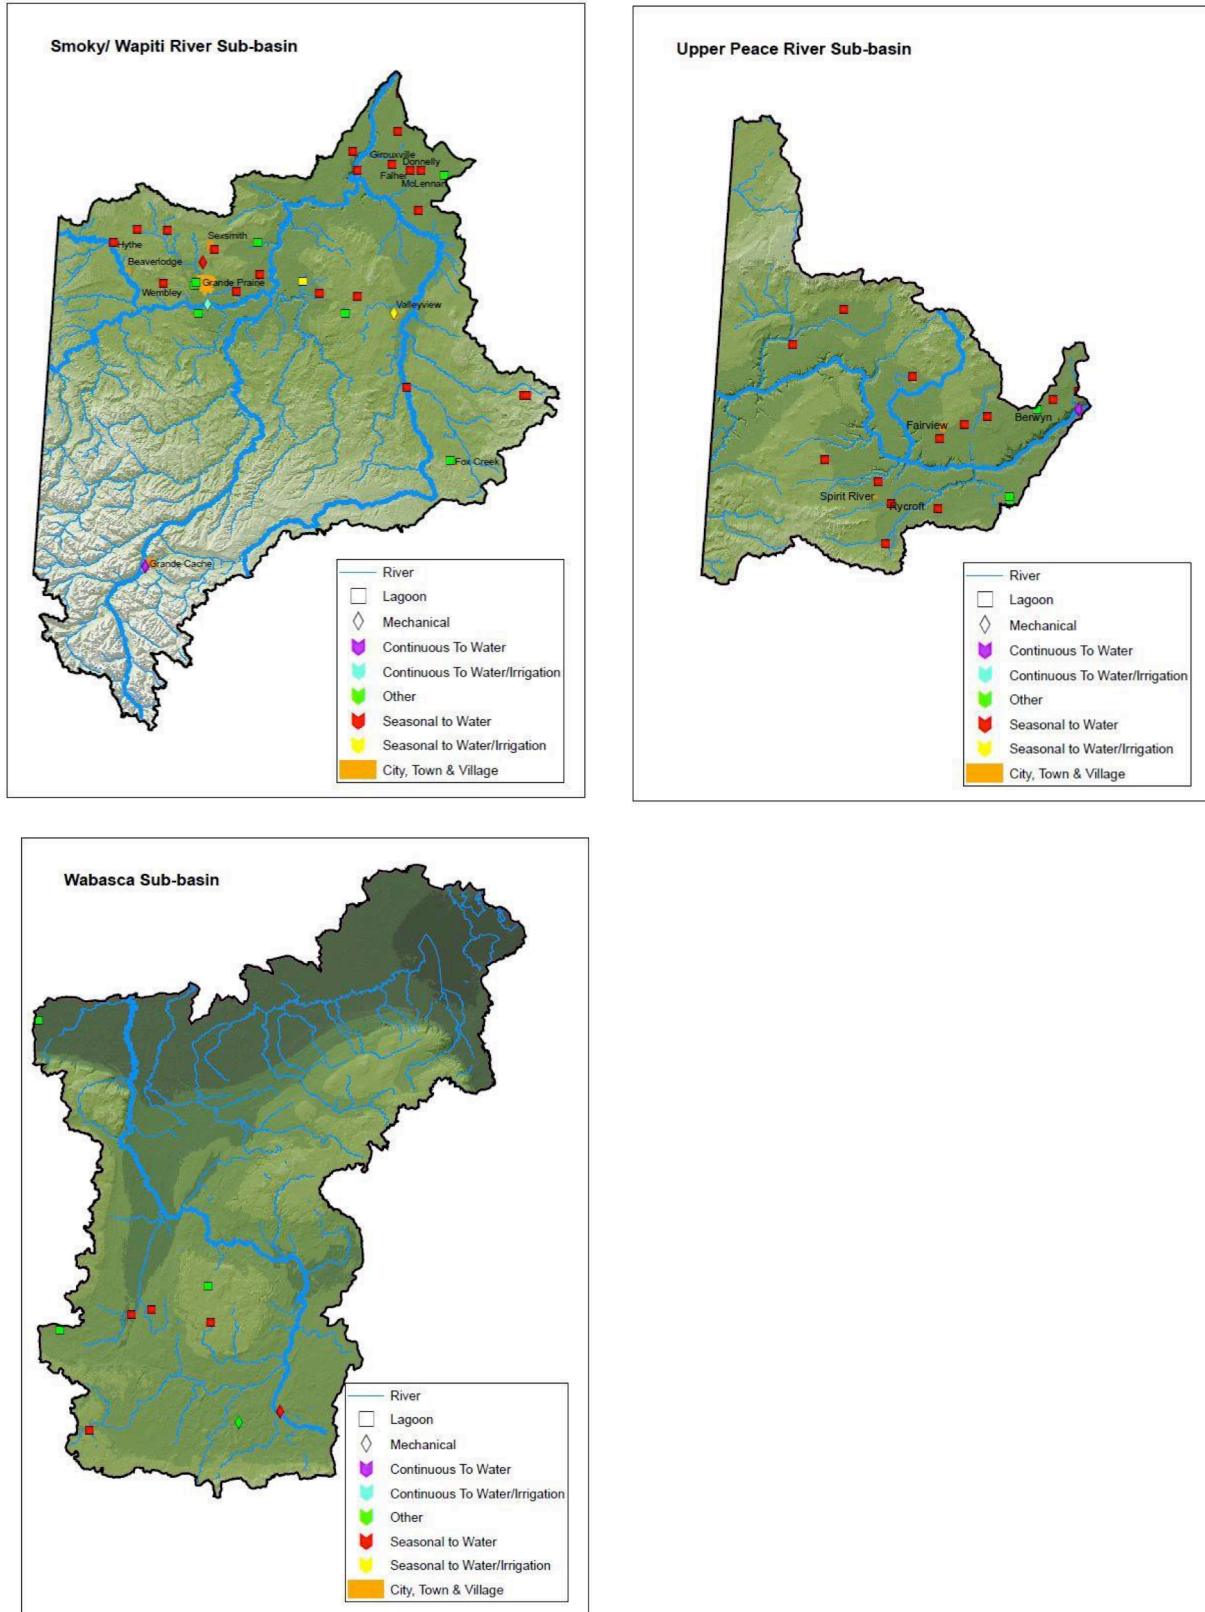 Smoky/ Wapiti River Sub-basin
Girouxville
Donnelly
Falher
McLennan
Sexsmith
Hythe
Beaverlodge
Grande Prairie
Wembley
Valleyview
Fox Creek
Grande Cache
River
Lagoon
Mechanical
Continuous To Water
Continuous To Water/Irrigation
Other
Seasonal to Water
Seasonal to Water/Irrigation
City, Town & Village
Upper Peace River Sub-basin
Berwyn
Fairview
Spirit River
Rycroft
River
Lagoon
Mechanical
Continuous To Water
Continuous To Water/Irrigation
Other
Seasonal to Water
Seasonal to Water/Irrigation
City, Town & Village
Wabasca Sub-basin
River
Lagoon
Mechanical
Continuous To Water
Continuous To Water/Irrigation
Other
Seasonal to Water
Seasonal to Water/Irrigation
City, Town & Village